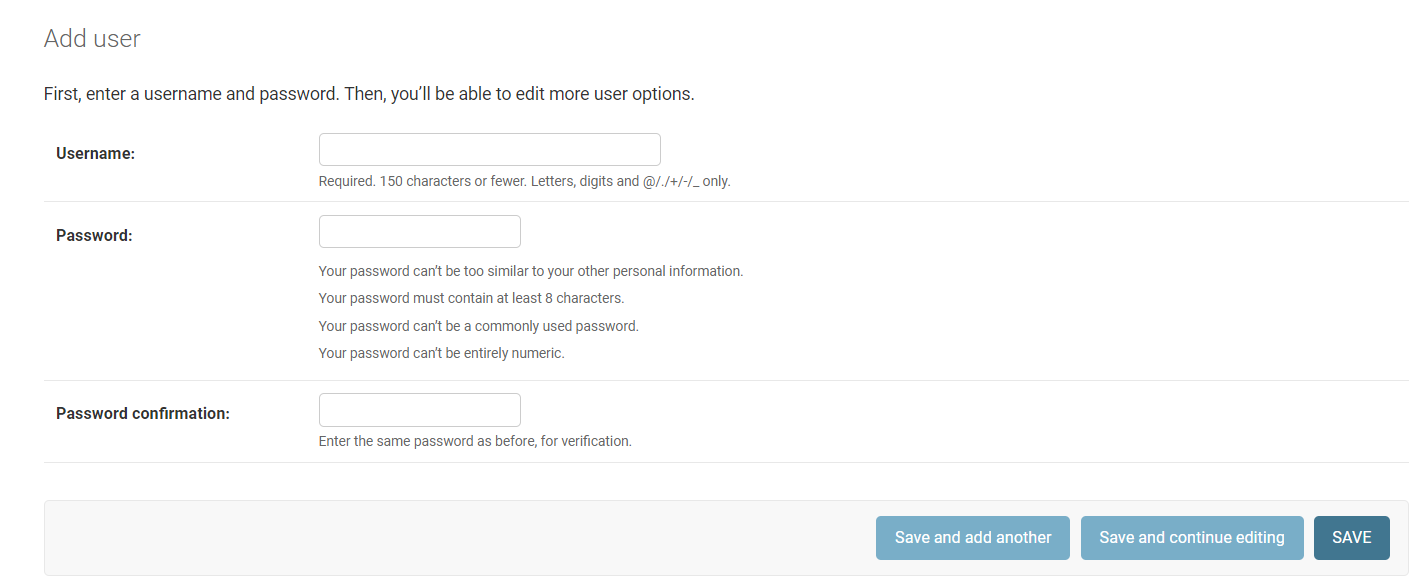 Add user
First, enter a username and password. Then, you’ll be able to edit more user options.
Username:
Required. 150 characters or fewer. Letters, digits and @/./+/-/_ only.
Password:
Your password can’t be too similar to your other personal information.
Your password must contain at least 8 characters.
Your password can’t be a commonly used password.
Your password can’t be entirely numeric.
Password confirmation:
Enter the same password as before, for verification.
Save and add another
Save and continue editing
SAVE